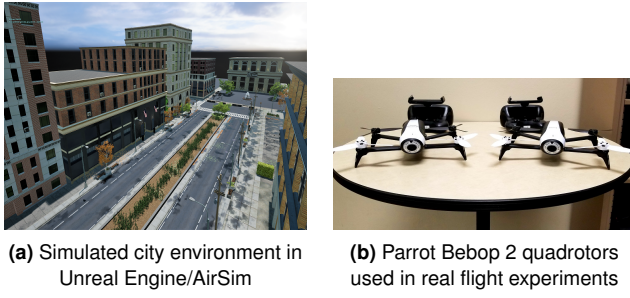 (a) Simulated city environment in
Unreal Engine/AirSim
(b) Parrot Bebop 2 quadrotors
used in real flight experiments